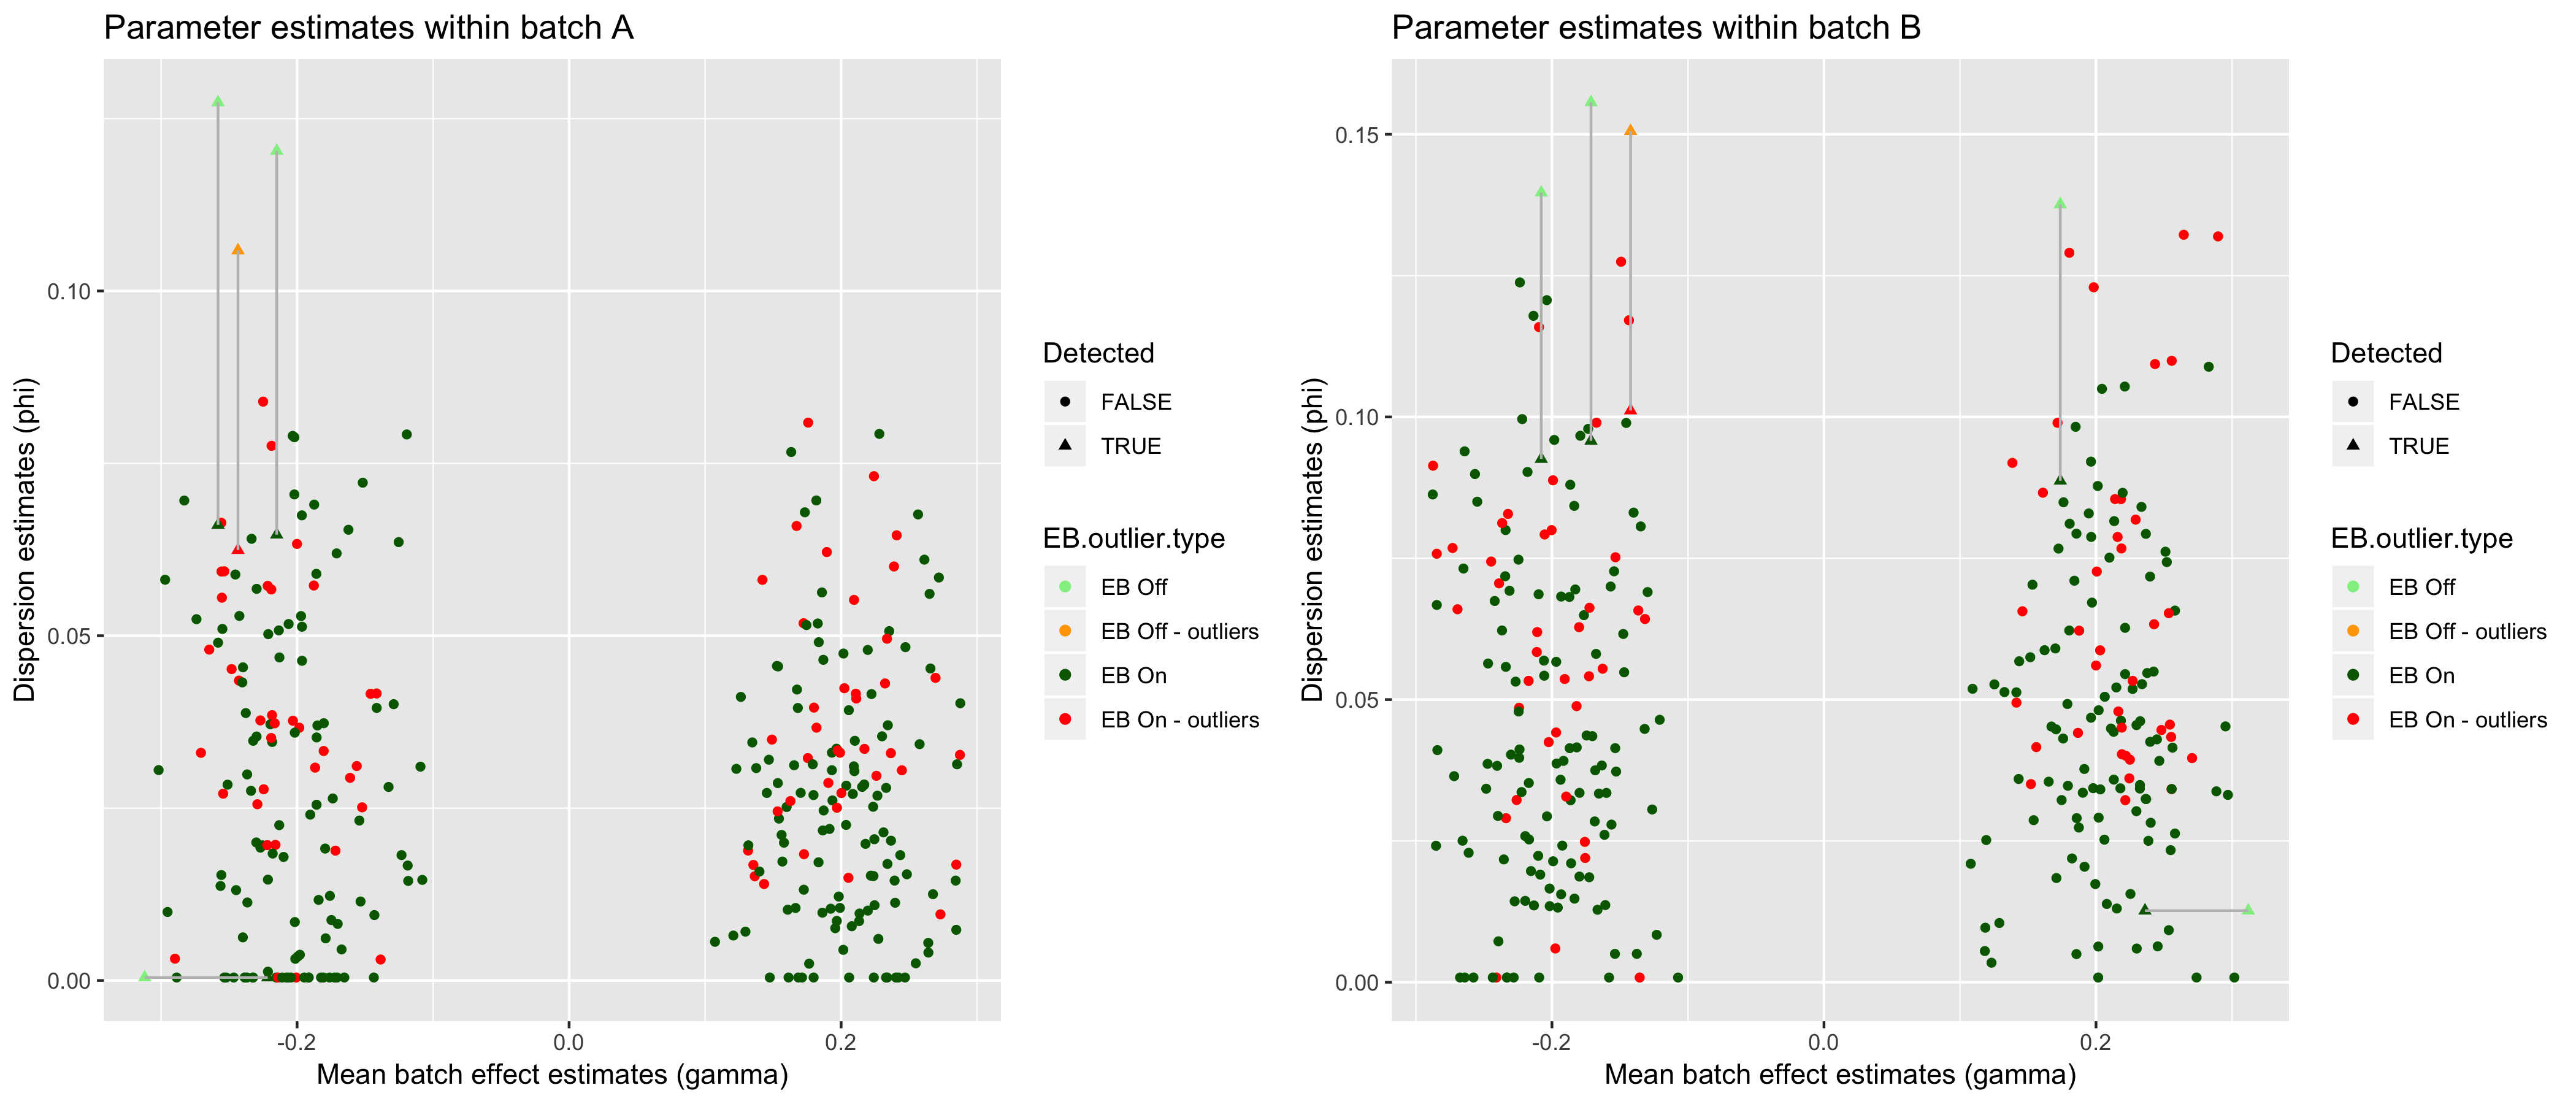 Parameter estimates within batch A
Dispersion estimates (phi)
0.10
0.05
0.00
-0.2
0.0
0.2
Mean batch effect estimates (gamma)
Detected
FALSE
TRUE
EB.outlier.type
EB Off
EB Off - outliers
EB On
EB On - outliers
Parameter estimates within batch B
Dispersion estimates (phi)
0.15
0.10
0.05
0.00
-0.2
0.0
0.2
Mean batch effect estimates (gamma)
Detected
FALSE
TRUE
EB.outlier.type
EB Off
EB Off - outliers
EB On
EB On - outliers